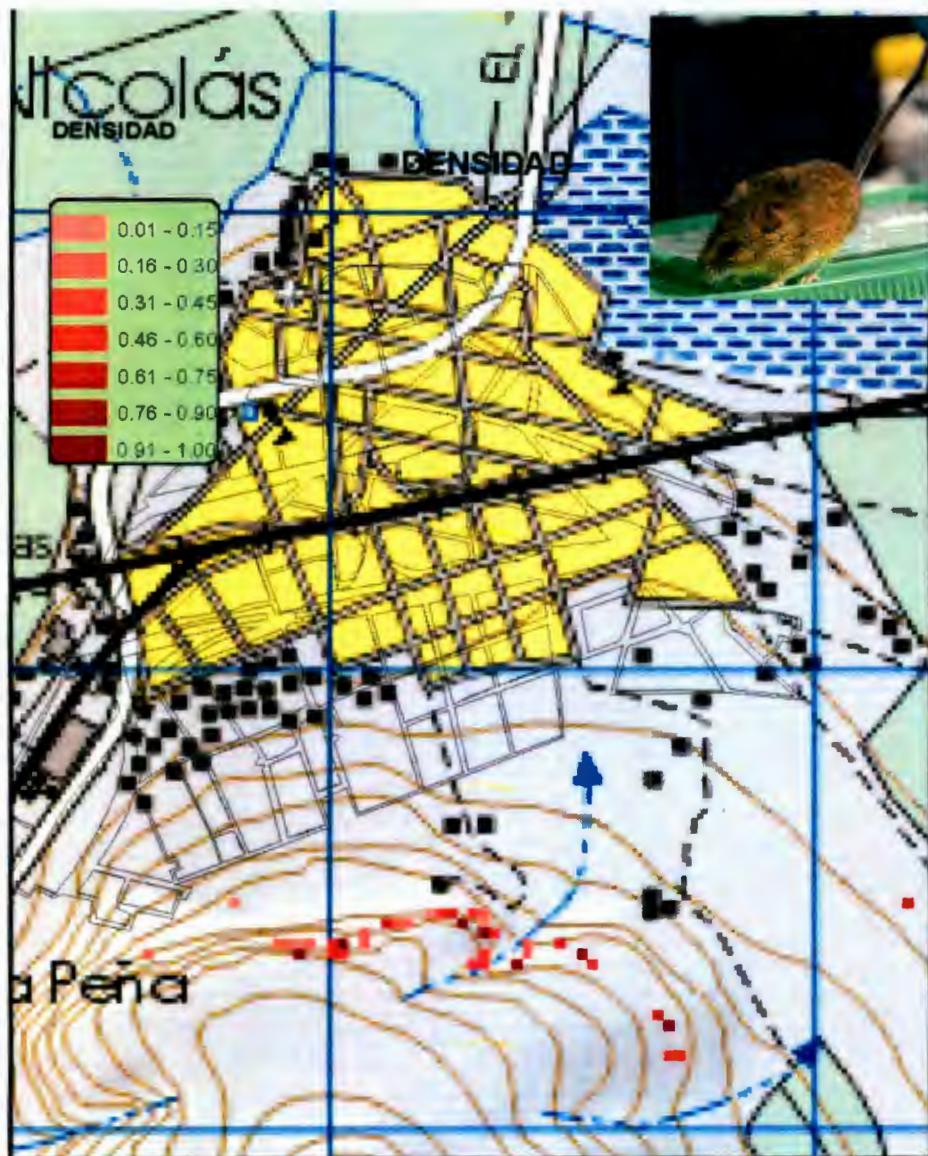 Nicolás
EL
DENSIDAD
DENSIDAD
0.01 - 0.15
0.16 - 0.30
0.31 - 0.45
0.46 - 0.60
0.61 - 0.75
0.76 - 0.90
0.91 - 1.00
as
a Peña